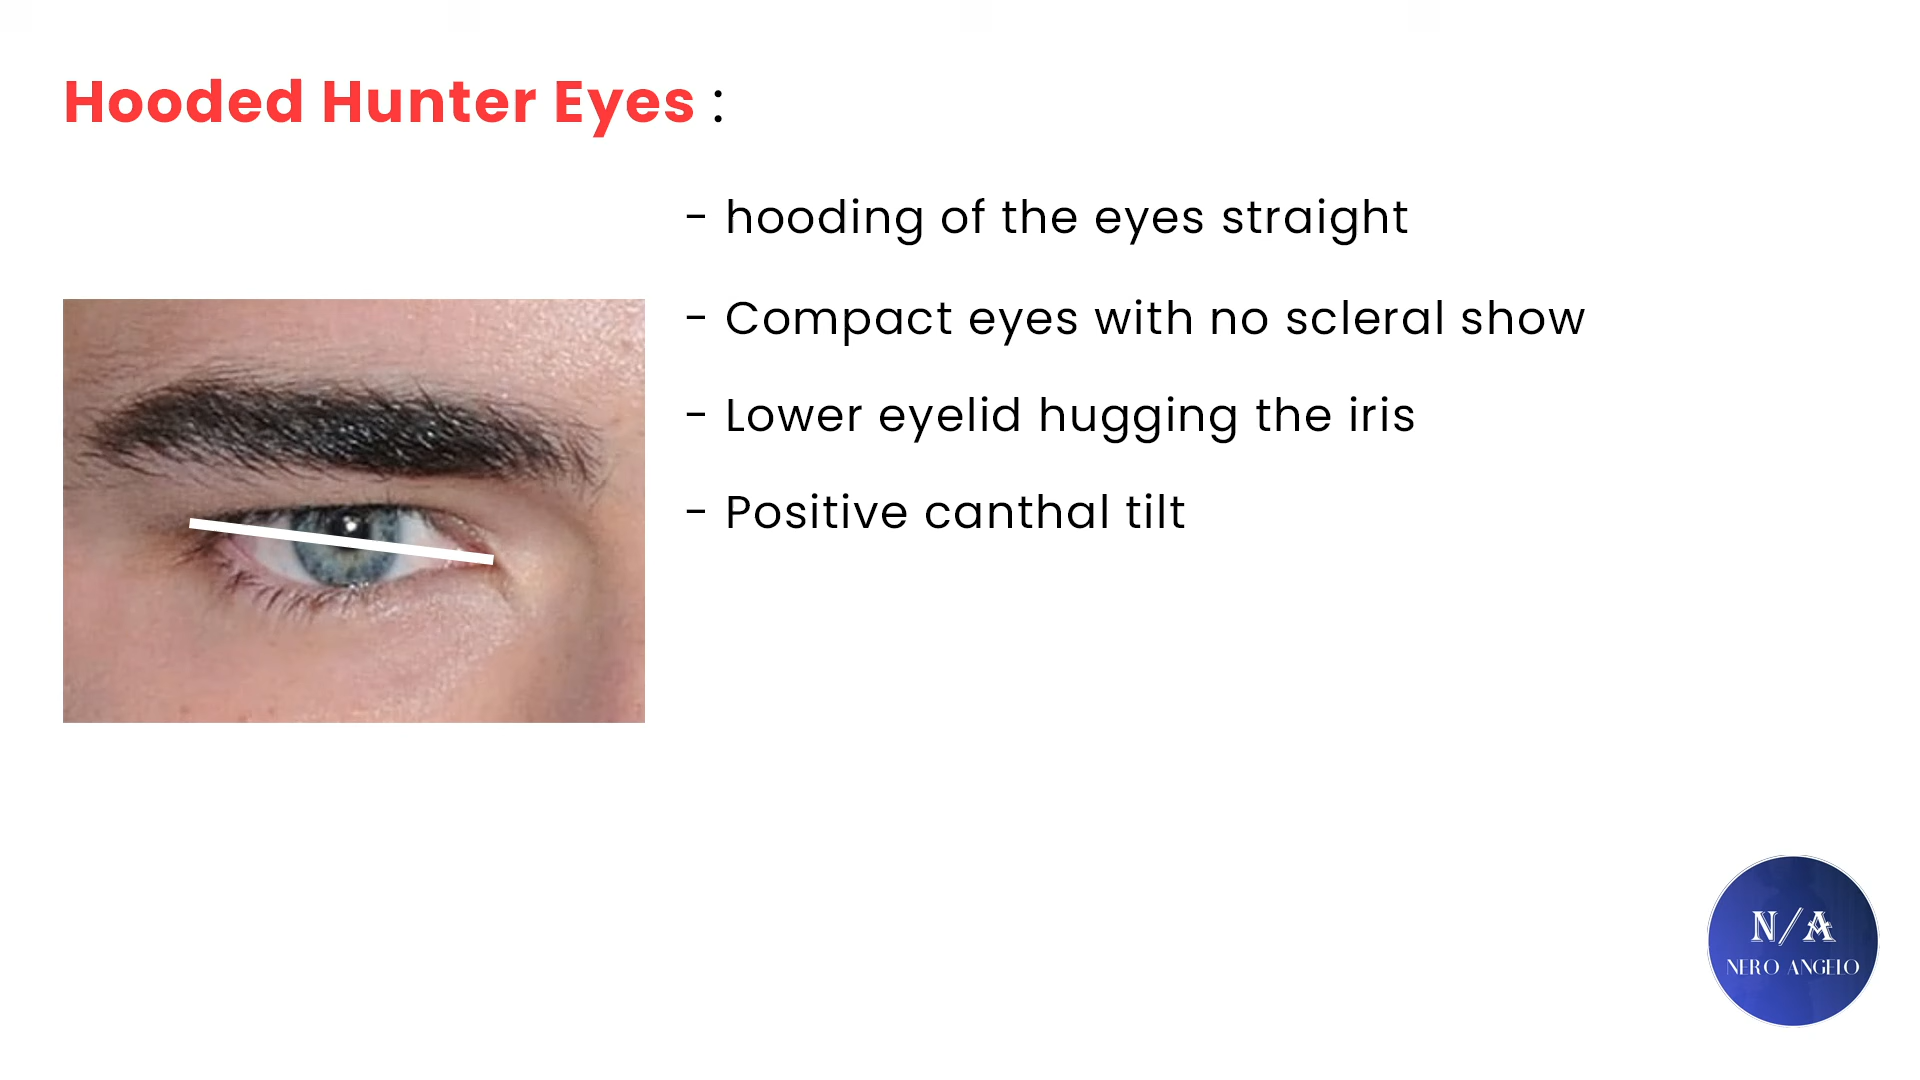 Hooded Hunter Eyes :
- hooding of the eyes straight
- Compact eyes with no scleral show
- Lower eyelid hugging the iris
- Positive canthal tilt
N/A
NERO ANGELO